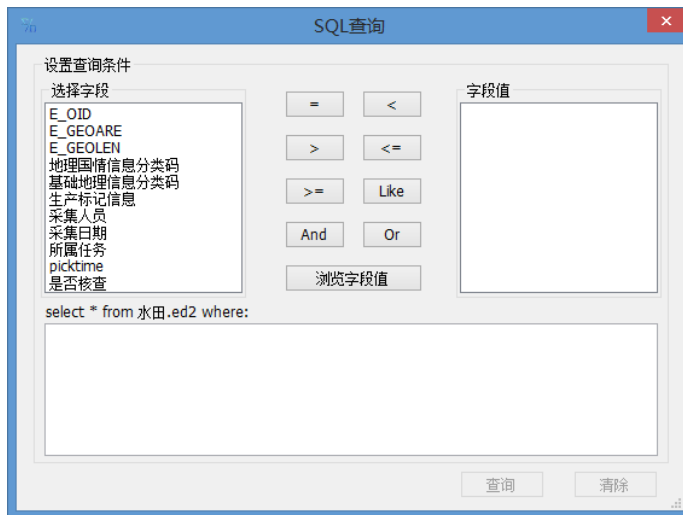 SQL查询
设置查询条件
选择字段
字段值
E_OID
E_GEOARE
E_GEOLEN
地理国情信息分类码
基础地理信息分类码
生产标记信息
采集人员
采集日期
所属任务
picktime
是否核查
= <
> <=
>= Like
And Or
浏览字段值
select * from 水田.ed2 where:
查询 清除